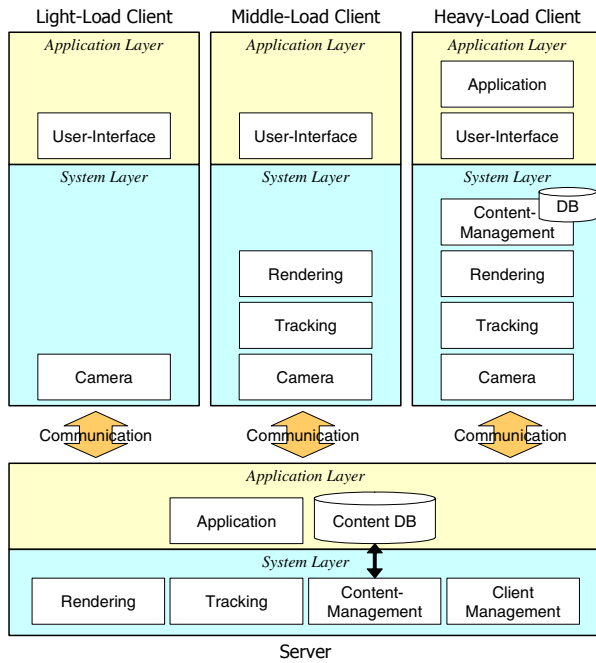 Light-Load Client
Middle-Load Client
Heavy-Load Client
Application Layer
User-Interface
System Layer
Camera
Application Layer
User-Interface
System Layer
Rendering
Tracking
Camera
Application Layer
Application
User-Interface
System Layer
DB
Content-
Management
Rendering
Tracking
Camera
Communication
Communication
Communication
Application Layer
Application
Content DB
System Layer
Rendering
Tracking
Content-
Management
Client
Management
Server